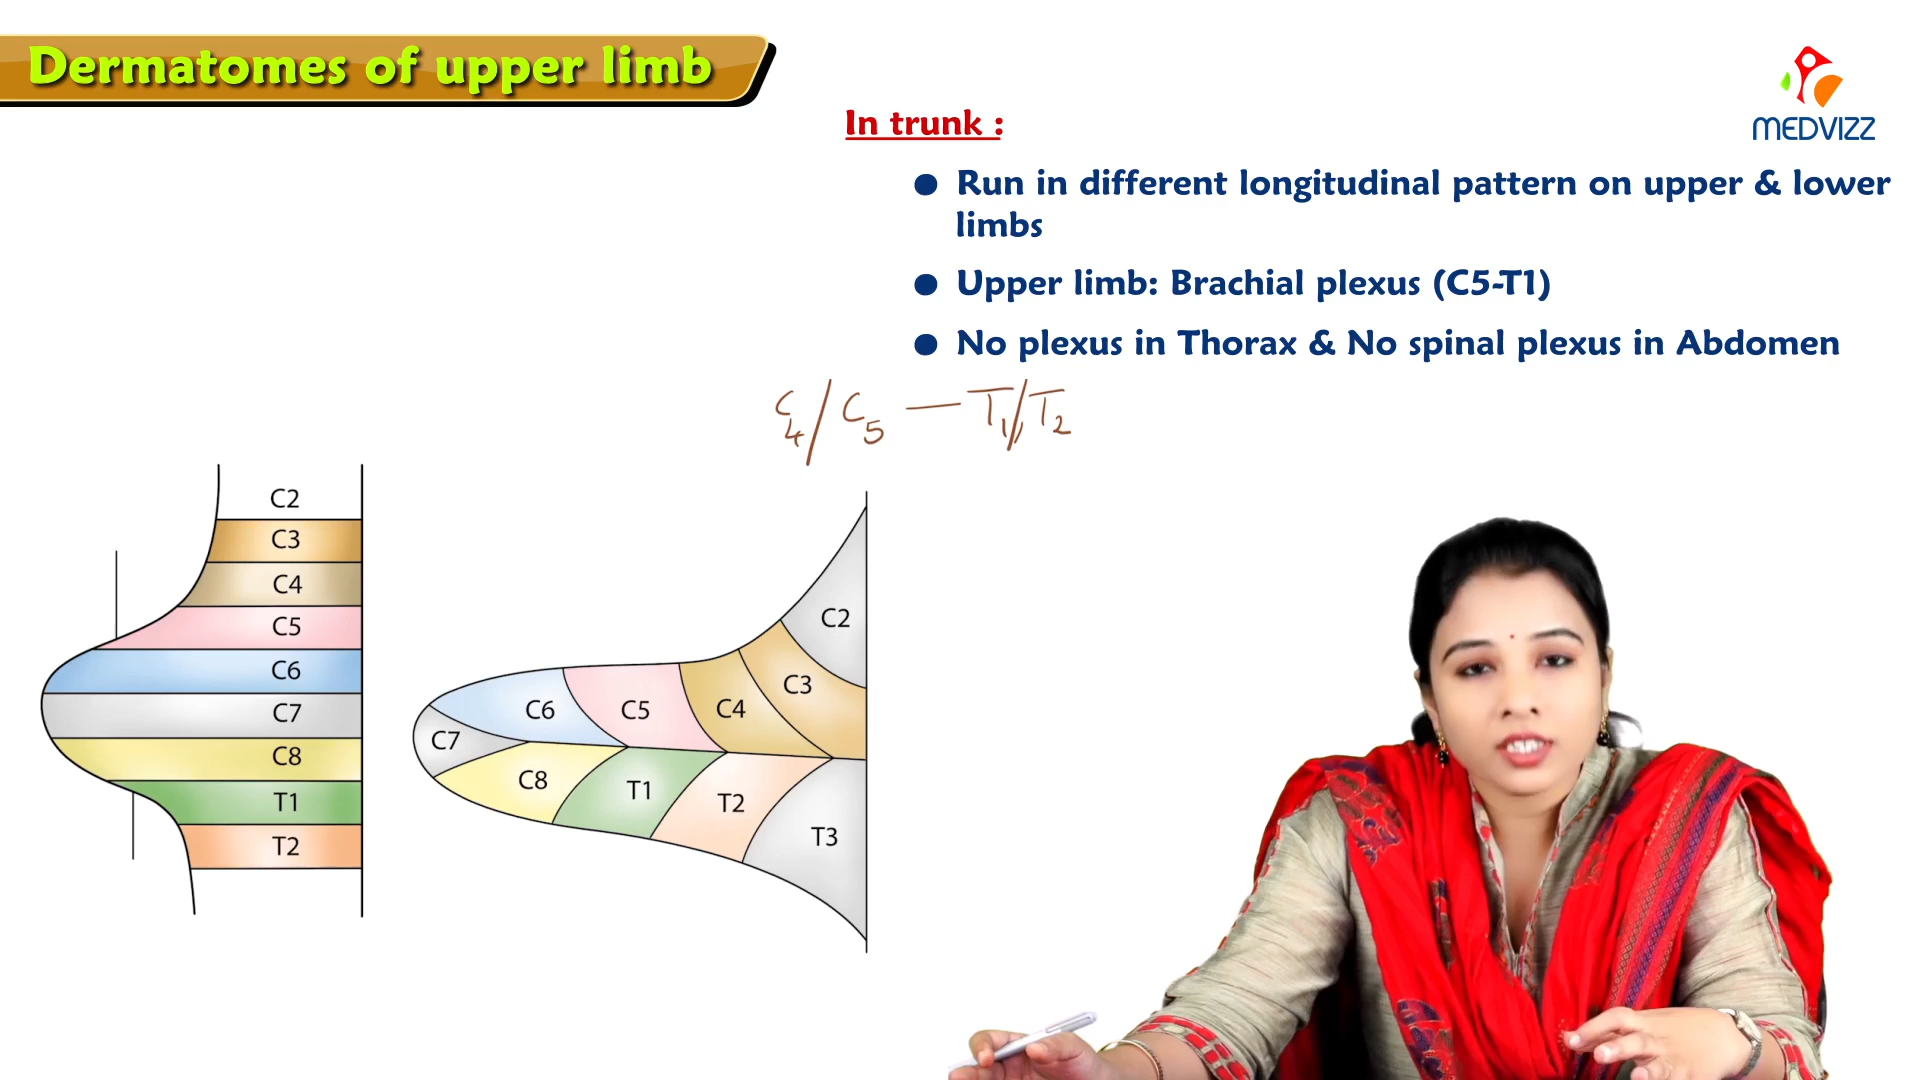 Dermatomes of upper limb
MEDVIZZ
In trunk :
● Run in different longitudinal pattern on upper & lower
limbs
● Upper limb: Brachial plexus (C5-T1)
● No plexus in Thorax & No spinal plexus in Abdomen
C4/C5 — T1/T2
C2
C3
C4
C5
C6
C7
C8
T1
T2
C2
C3
C4
C5
C6
C7
C8
T1
T2
T3